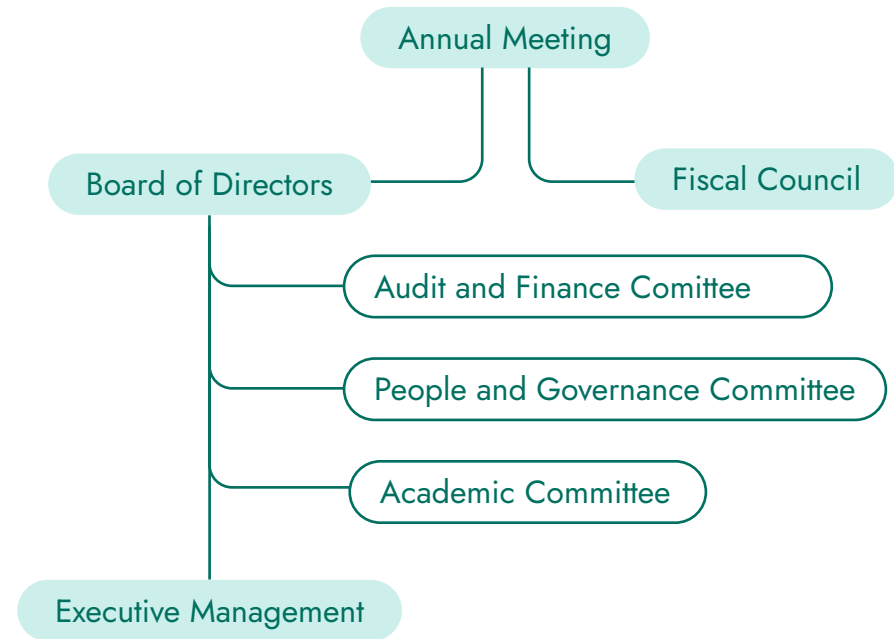 Annual Meeting
Board of Directors
Fiscal Council
Audit and Finance Comittee
People and Governance Committee
Academic Committee
Executive Management